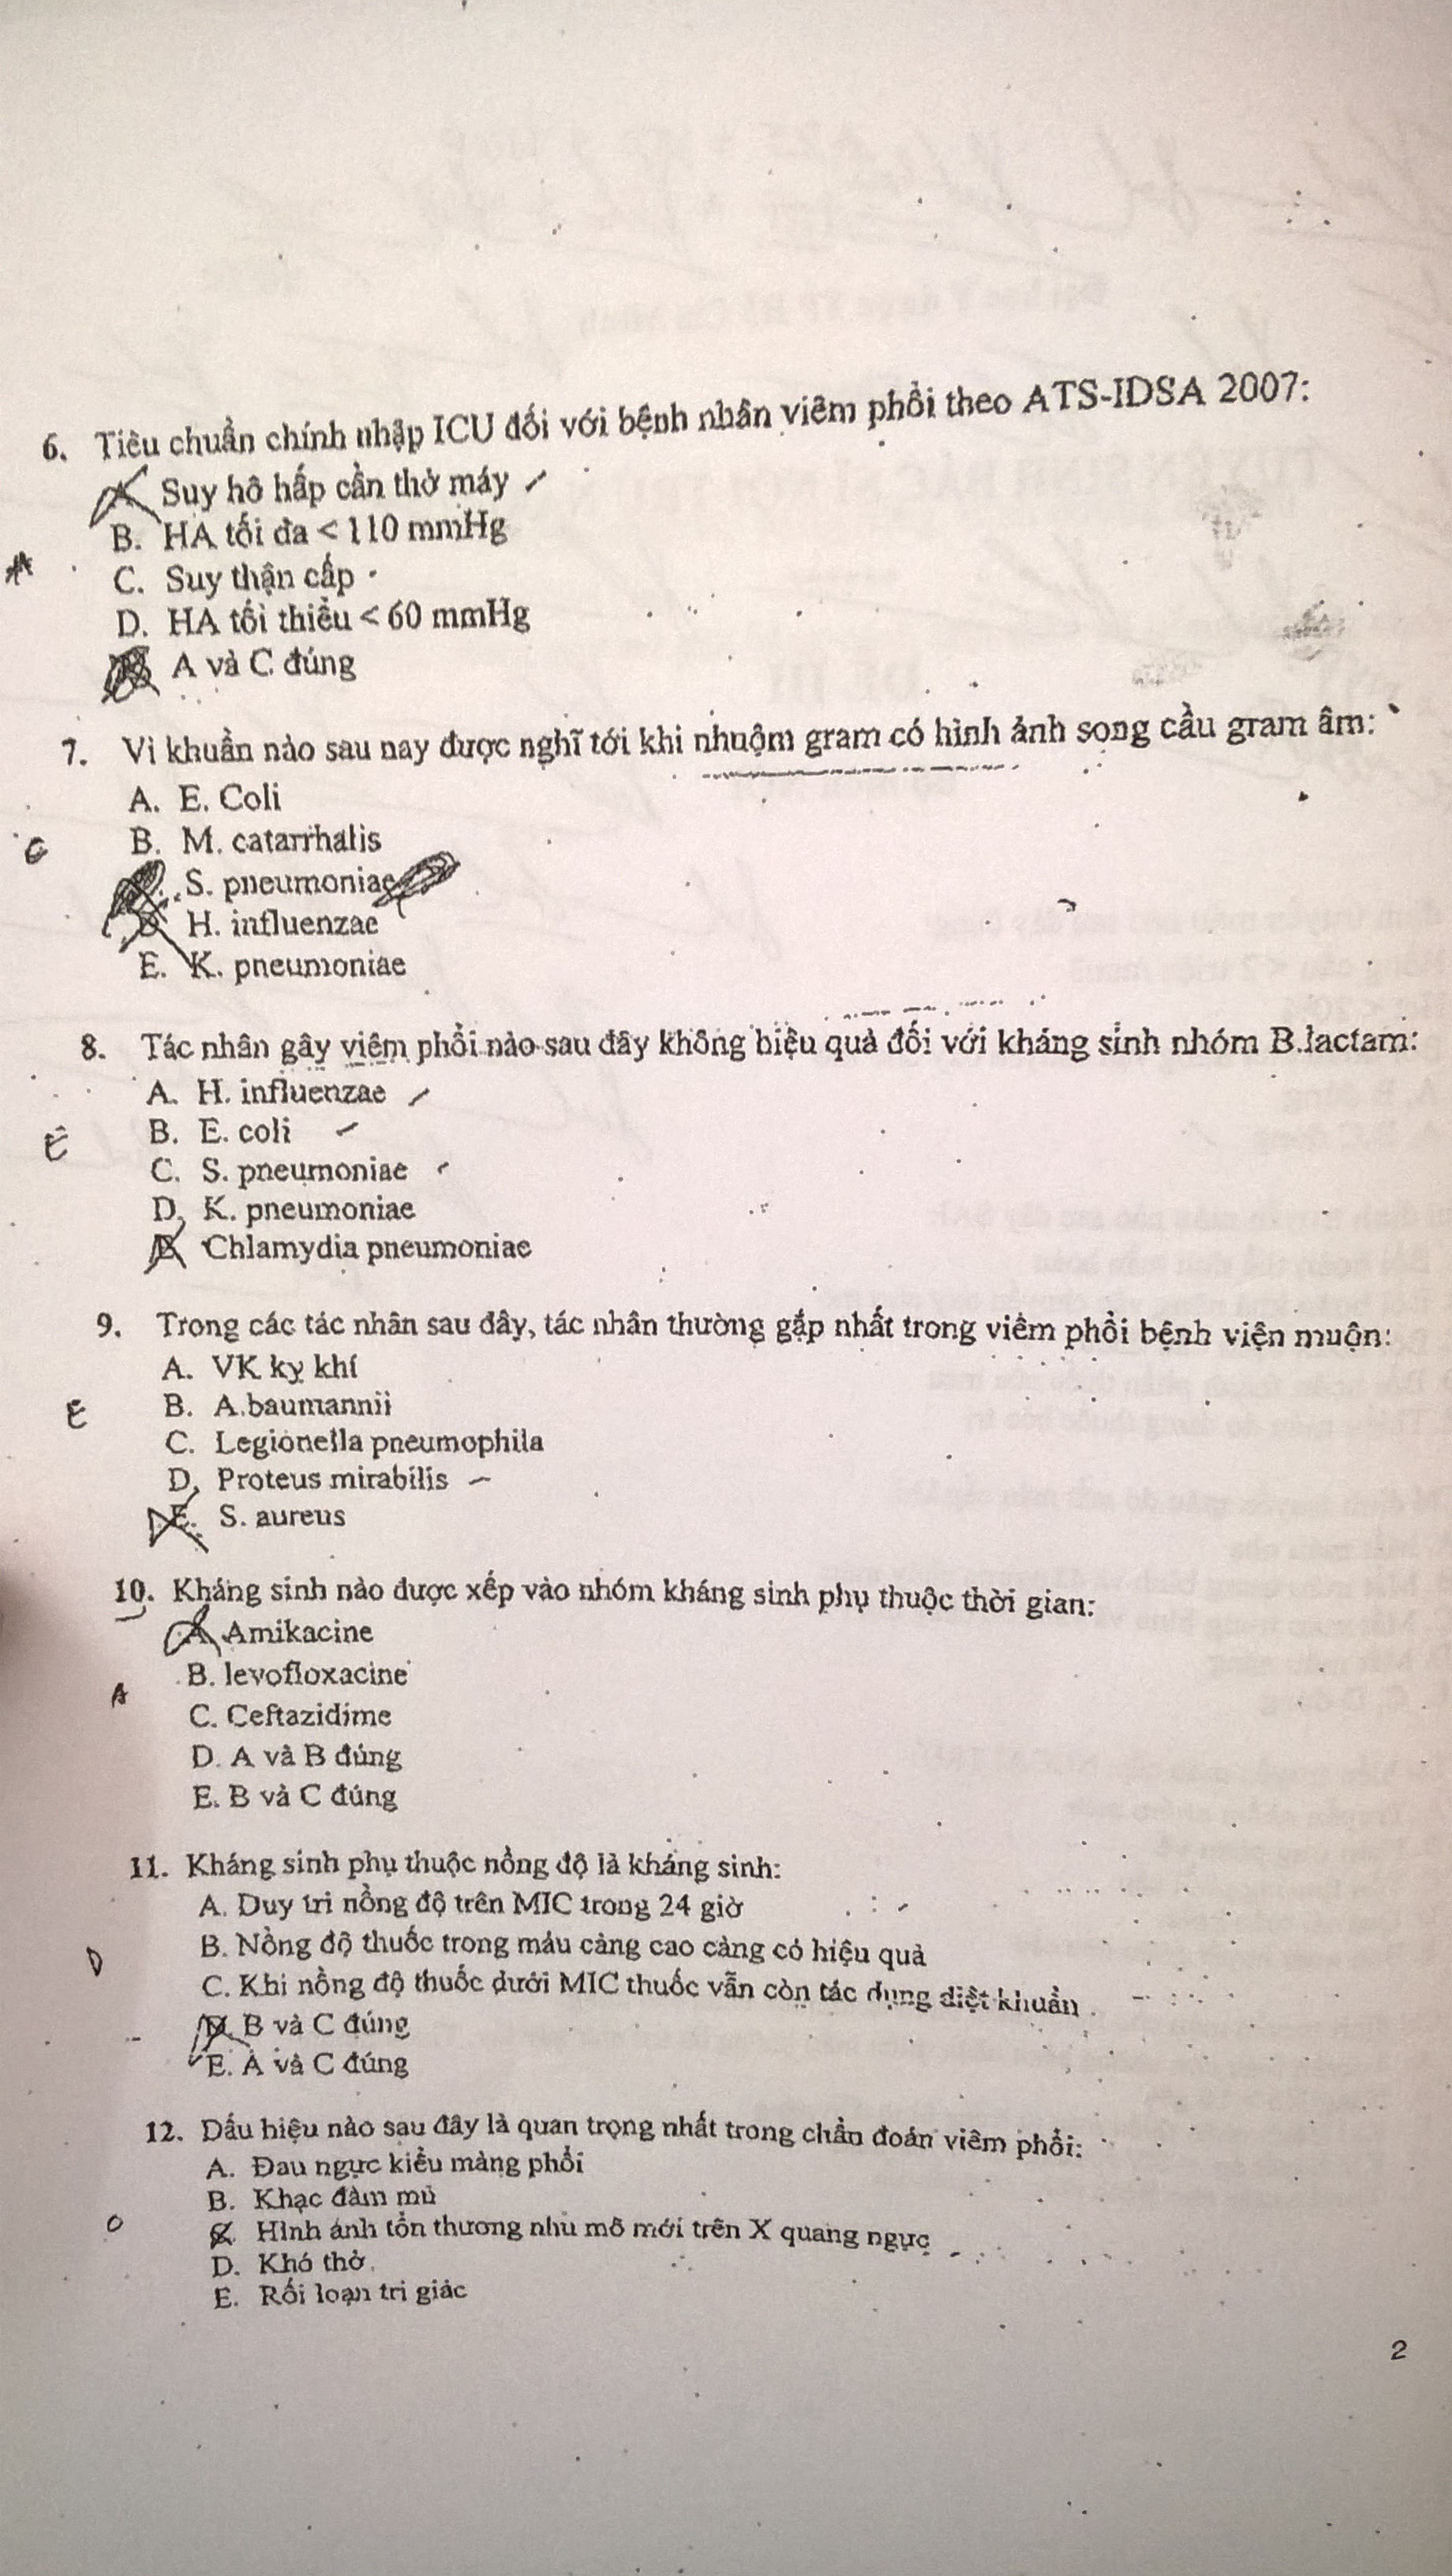 6. Tiêu chuẩn chính nhập ICU đối với bệnh nhân viêm phổi theo ATS-IDSA 2007:
A Suy hô hấp cần thở máy
B. HA tối đa < 110 mmHg
A
C. Suy thận cấp
D. HA tối thiểu < 60 mmHg
A và C đúng
7. Vi khuẩn nào sau nay được nghĩ tới khi nhuộm gram có hình ảnh song cầu gram âm:
A. E. Coli
B. M. catarrhalis
C
S. pneumoniae
D H. influenzae
E. K. pneumoniae
8. Tác nhân gây viêm phổi nào sau đây không hiệu quả đối với kháng sinh nhóm B.lactam:
A. H. influenzae
B. E. coli
E
C. S. pneumoniae
D. K. pneumoniae
E Chlamydia pneumoniae
9. Trong các tác nhân sau đây, tác nhân thường gặp nhất trong viêm phổi bệnh viện muộn:
A. VK kỵ khí
B. A.baumannii
E
C. Legionella pneumophila
D. Proteus mirabilis
E. S. aureus
10. Kháng sinh nào được xếp vào nhóm kháng sinh phụ thuộc thời gian:
A Amikacine
B. levofloxacine
A
C. Ceftazidime
D. A và B đúng
E. B và C đúng
11. Kháng sinh phụ thuộc nồng độ là kháng sinh:
A. Duy trì nồng độ trên MIC trong 24 giờ
B. Nồng độ thuốc trong máu càng cao càng có hiệu quả
D
C. Khi nồng độ thuốc dưới MIC thuốc vẫn còn tác dụng diệt khuẩn
D. B và C đúng
E. A và C đúng
12. Dấu hiệu nào sau đây là quan trọng nhất trong chẩn đoán viêm phổi:
A. Đau ngực kiểu màng phổi
B. Khạc đàm mủ
C Hình ảnh tổn thương nhu mô mới trên X quang ngực
D. Khó thở
E. Rối loạn tri giác
2